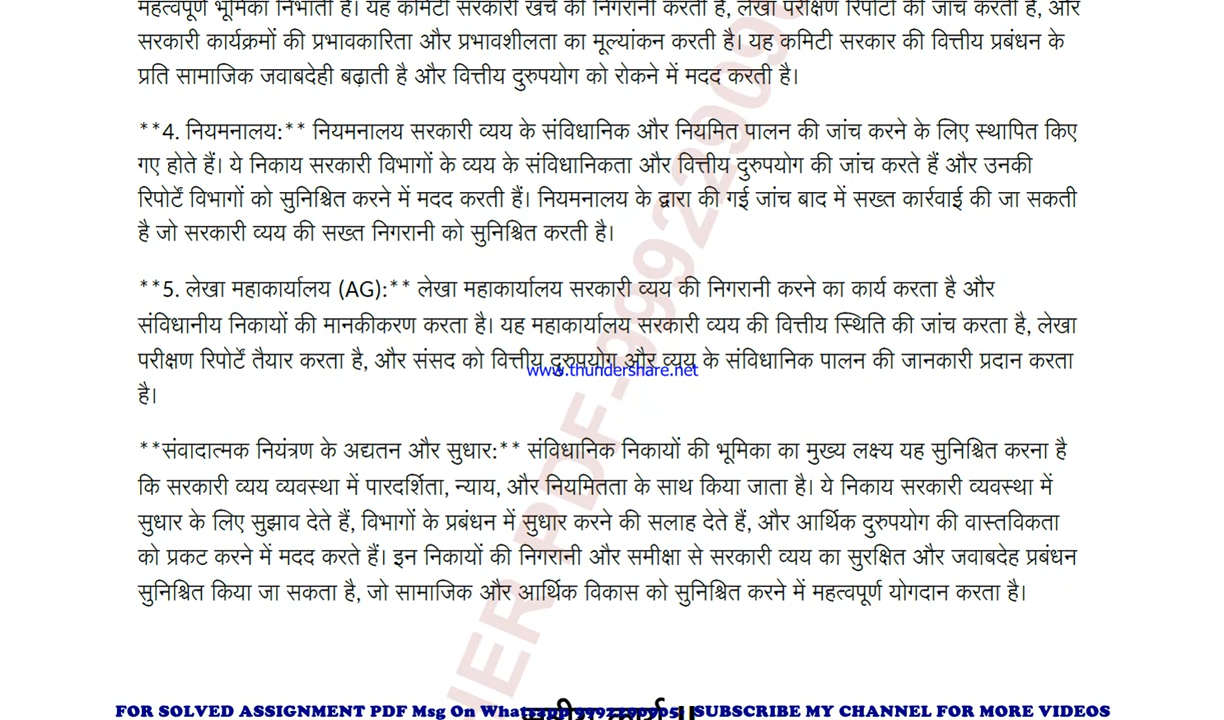 महत्वपूर्ण भूमिका निभाती है। यह कमिटी सरकारी खर्च की निगरानी करती है, लेखा परीक्षण रिपोर्टों की जांच करती है, और
सरकारी कार्यक्रमों की प्रभावकारिता और प्रभावशीलता का मूल्यांकन करती है। यह कमिटी सरकार की वित्तीय प्रबंधन के
प्रति सामाजिक जवाबदेही बढ़ाती है और वित्तीय दुरुपयोग को रोकने में मदद करती है।
**4. नियमनालय:** नियमनालय सरकारी व्यय के संविधानिक और नियमित पालन की जांच करने के लिए स्थापित किए
गए होते हैं। ये निकाय सरकारी विभागों के व्यय के संविधानिकता और वित्तीय दुरुपयोग की जांच करते हैं और उनकी
रिपोर्टें विभागों को सुनिश्चित करने में मदद करती हैं। नियमनालय के द्वारा की गई जांच बाद में सख्त कार्रवाई की जा सकती
है जो सरकारी व्यय की सख्त निगरानी को सुनिश्चित करती है।
**5. लेखा महाकार्यालय (AG):** लेखा महाकार्यालय सरकारी व्यय की निगरानी करने का कार्य करता है और
संविधानीय निकायों की मानकीकरण करता है। यह महाकार्यालय सरकारी व्यय की वित्तीय स्थिति की जांच करता है, लेखा
परीक्षण रिपोर्टें तैयार करता है, और संसद को वित्तीय दुरुपयोग और व्यय के संविधानिक पालन की जानकारी प्रदान करता
www.thundershare.net
है।
**संवादात्मक नियंत्रण के अद्यतन और सुधार:** संविधानिक निकायों की भूमिका का मुख्य लक्ष्य यह सुनिश्चित करना है
कि सरकारी व्यय व्यवस्था में पारदर्शिता, न्याय, और नियमितता के साथ किया जाता है। ये निकाय सरकारी व्यवस्था में
सुधार के लिए सुझाव देते हैं, विभागों के प्रबंधन में सुधार करने की सलाह देते हैं, और आर्थिक दुरुपयोग की वास्तविकता
को प्रकट करने में मदद करते हैं। इन निकायों की निगरानी और समीक्षा से सरकारी व्यय का सुरक्षित और जवाबदेह प्रबंधन
सुनिश्चित किया जा सकता है, जो सामाजिक और आर्थिक विकास को सुनिश्चित करने में महत्वपूर्ण योगदान करता है।
HER PDF-9992290905
FOR SOLVED ASSIGNMENT PDF Msg On Whatsapp 9992290905 SUBSCRIBE MY CHANNEL FOR MORE VIDEOS